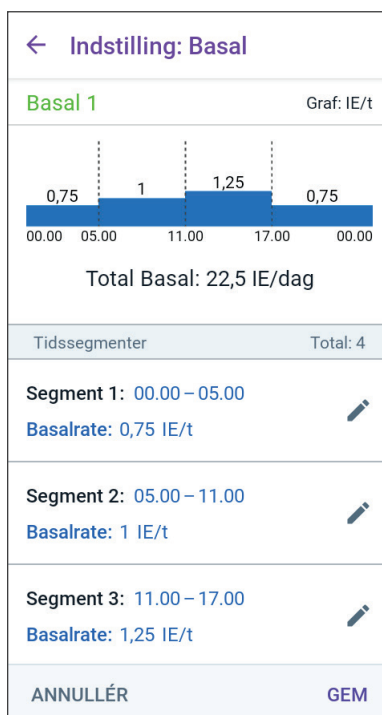 Indstilling: Basal
Basal 1 Graf: IE/t
0,75 1 1,25 0,75
00.00 05.00 11.00 17.00 00.00
Total Basal: 22,5 IE/dag
Tidssegmenter Total: 4
Segment 1: 00.00 – 05.00
Basalrate: 0,75 IE/t
Segment 2: 05.00 – 11.00
Basalrate: 1 IE/t
Segment 3: 11.00 – 17.00
Basalrate: 1,25 IE/t
ANNULLÉR GEM